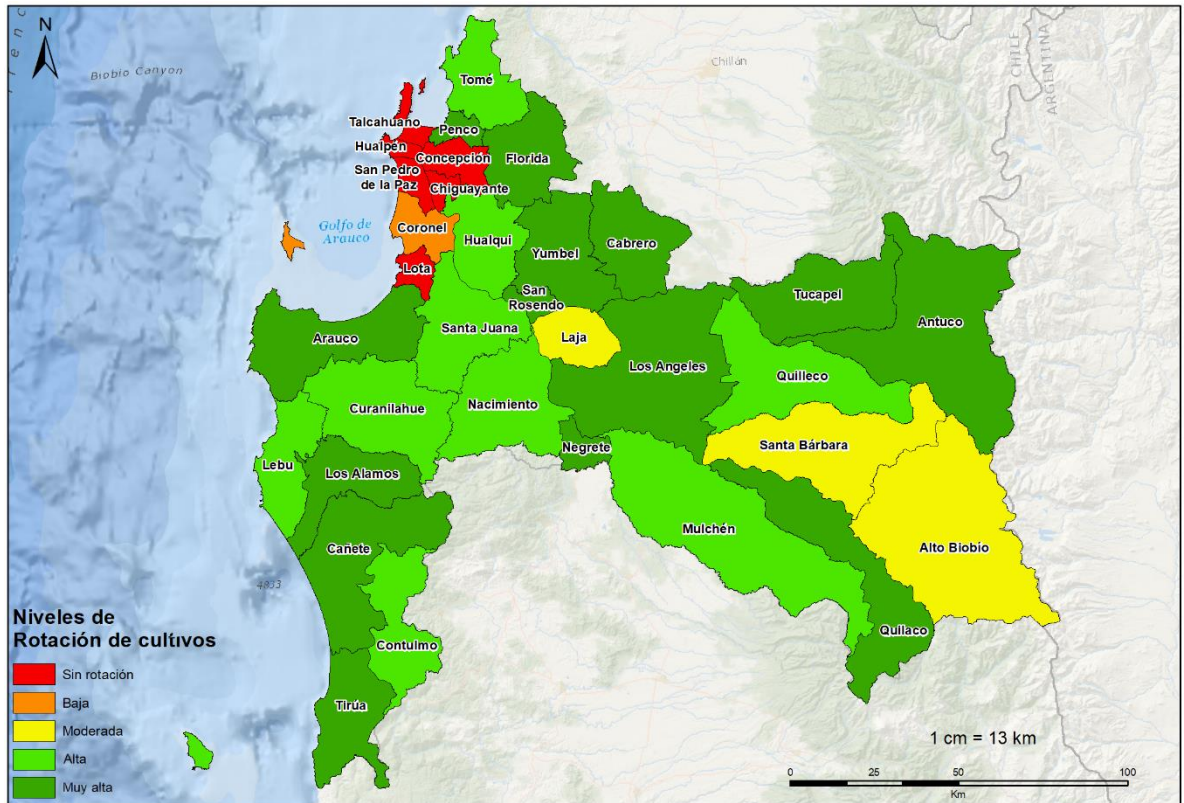 N
Biobio Canyon
Chillán
CHILE
ARGENTINA
Tomé
Talcahuano
Penco
Hualpén
Concepción
Florida
San Pedro
de la Paz
Chiguayante
Golfo de
Arauco
Coronel
Hualqui
Yumbel
Cabrero
Lota
San
Rosendo
Tucapel
Antuco
Arauco
Santa Juana
Laja
Los Angeles
Quilleco
Curanilahue
Nacimiento
Negrete
Santa Bárbara
Lebu
Los Alamos
Mulchén
Alto Biobío
Cañete
4833
Contulmo
Quilaco
Tirúa
Niveles de
Rotación de cultivos
Sin rotación
Baja
Moderada
Alta
Muy alta
1 cm = 13 km
0 25 50 100
Km